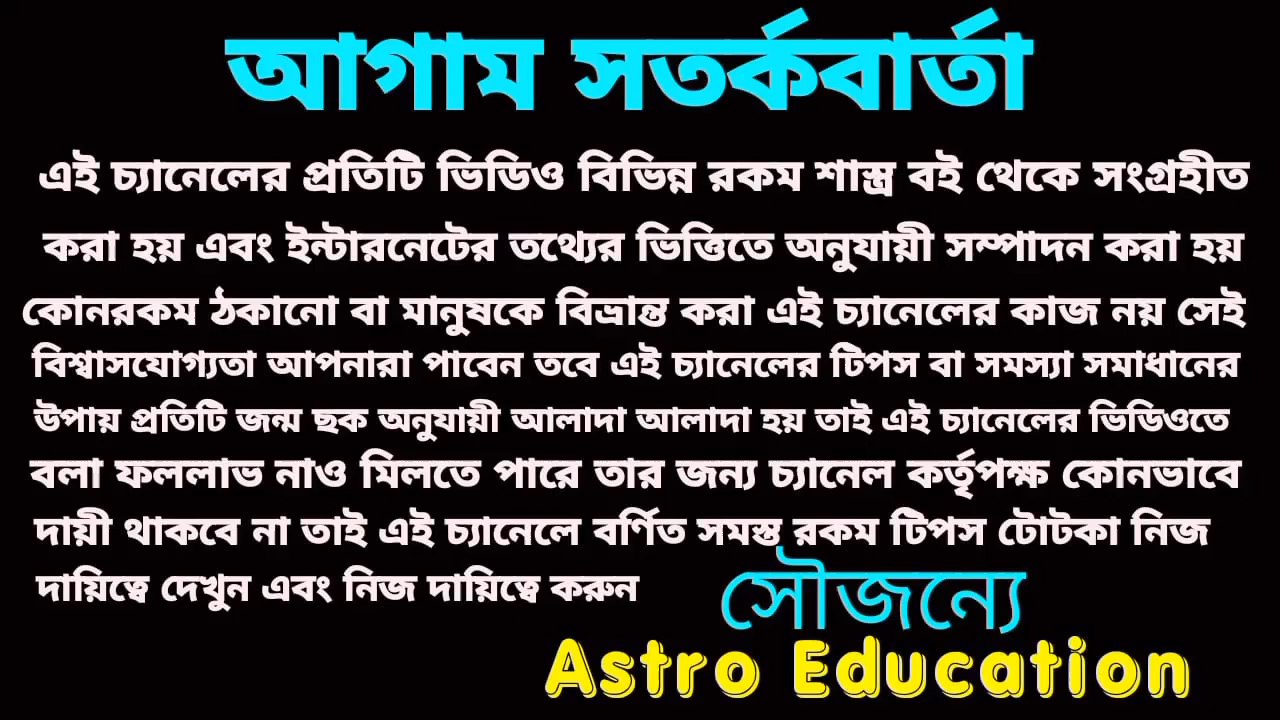 আগাম সতর্কবার্তা
এই চ্যানেলের প্রতিটি ভিডিও বিভিন্ন রকম শাস্ত্র বই থেকে সংগ্রহীত
করা হয় এবং ইন্টারনেটের তথ্যের ভিত্তিতে অনুযায়ী সম্পাদন করা হয়
কোনরকম ঠকানো বা মানুষকে বিভ্রান্ত করা এই চ্যানেলের কাজ নয় সেই
বিশ্বাসযোগ্যতা আপনারা পাবেন তবে এই চ্যানেলের টিপস বা সমস্যা সমাধানের
উপায় প্রতিটি জন্ম ছক অনুযায়ী আলাদা আলাদা হয় তাই এই চ্যানেলের ভিডিওতে
বলা ফললাভ নাও মিলতে পারে তার জন্য চ্যানেল কর্তৃপক্ষ কোনভাবে
দায়ী থাকবে না তাই এই চ্যানেলে বর্ণিত সমস্ত রকম টিপস টোটকা নিজ
দায়িত্বে দেখুন এবং নিজ দায়িত্বে করুন
সৌজন্যে
Astro Education